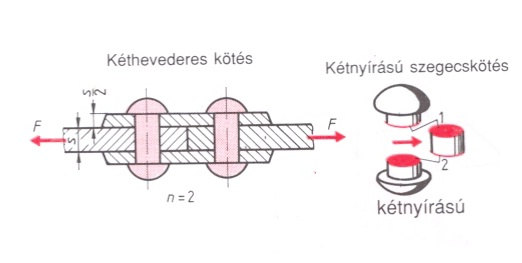 Kéthevederes kötés
Kétnyírású szegecskötés
s/2
F
s
F
n = 2
1
2
kétnyírású